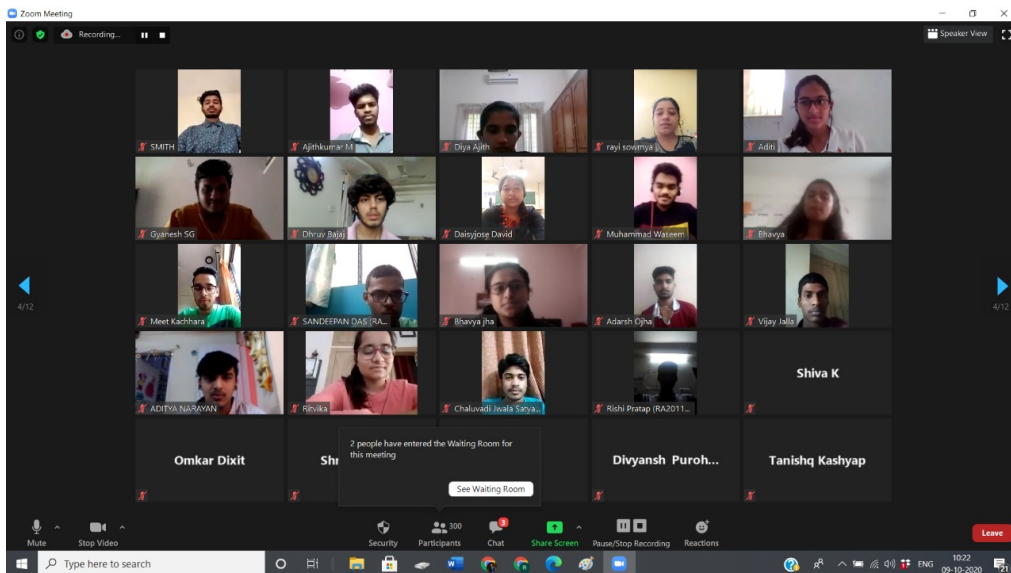 Zoom Meeting
Recording...
Speaker View
SMITH
Ajithkumar M
Diya Ajith
rayi sowmya
Aditi
Gyanesh SG
Dhruv Bajaj
Daisyjose David
Muhammad Waseem
Bhavya
4/12
4/12
Meet Kachhara
SANDEEPAN DAS (RA...
Bhavya jha
Adarsh Ojha
Vijay Jalla
ADITYA NARAYAN
Ritvika
Chaluvadi Jwala Satya...
Rishi Pratap (RA2011...
Shiva K
Omkar Dixit
Shr
Divyansh Puroh...
Tanishq Kashyap
2 people have entered the Waiting Room for
this meeting
See Waiting Room
Mute
Stop Video
Security
Participants
300
Chat
3
Share Screen
Pause/Stop Recording
Reactions
Leave
Type here to search
ENG
10:22
09-10-2020
21